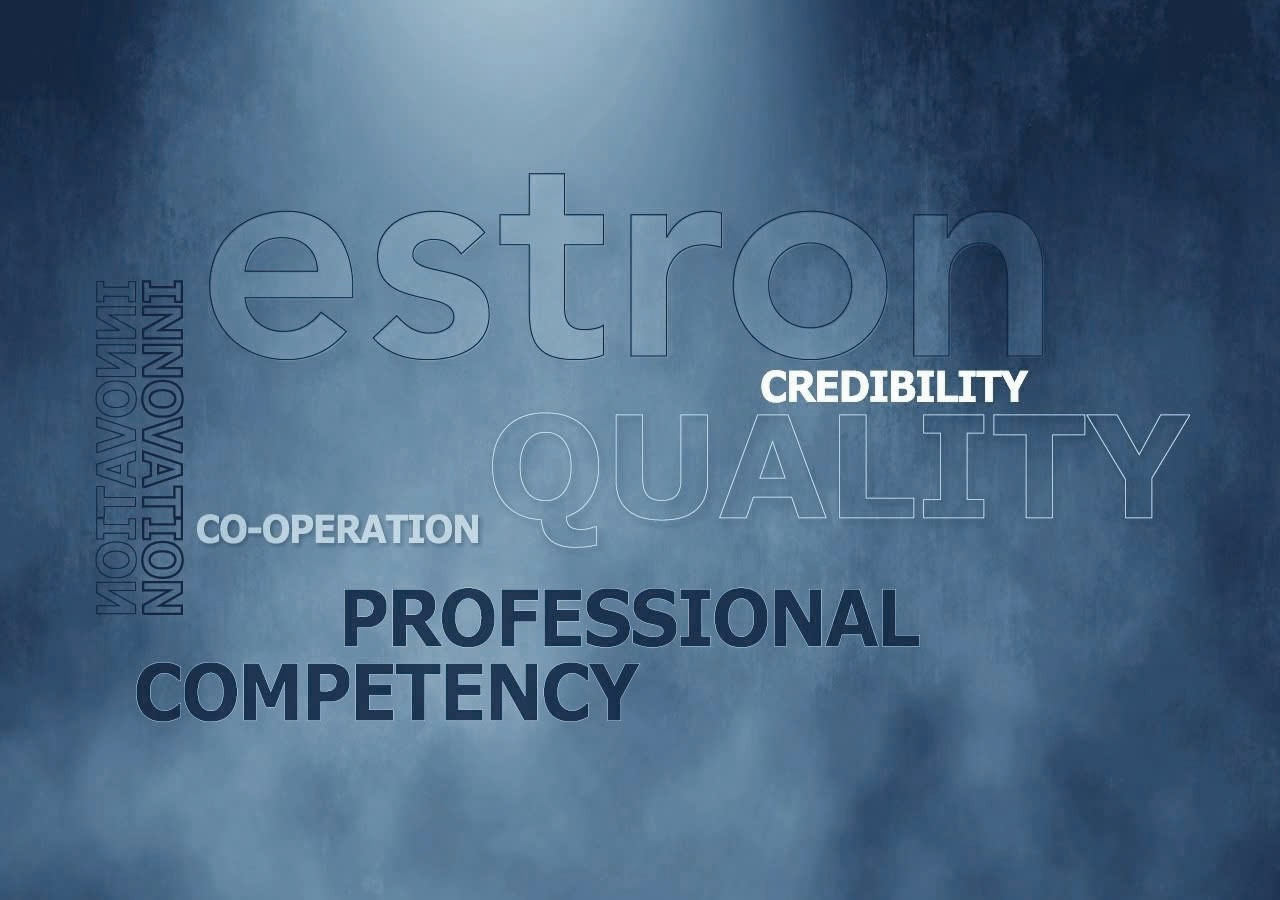 estron
CREDIBILITY
QUALITY
INNOVATION
INNOVATION
CO-OPERATION
PROFESSIONAL
COMPETENCY